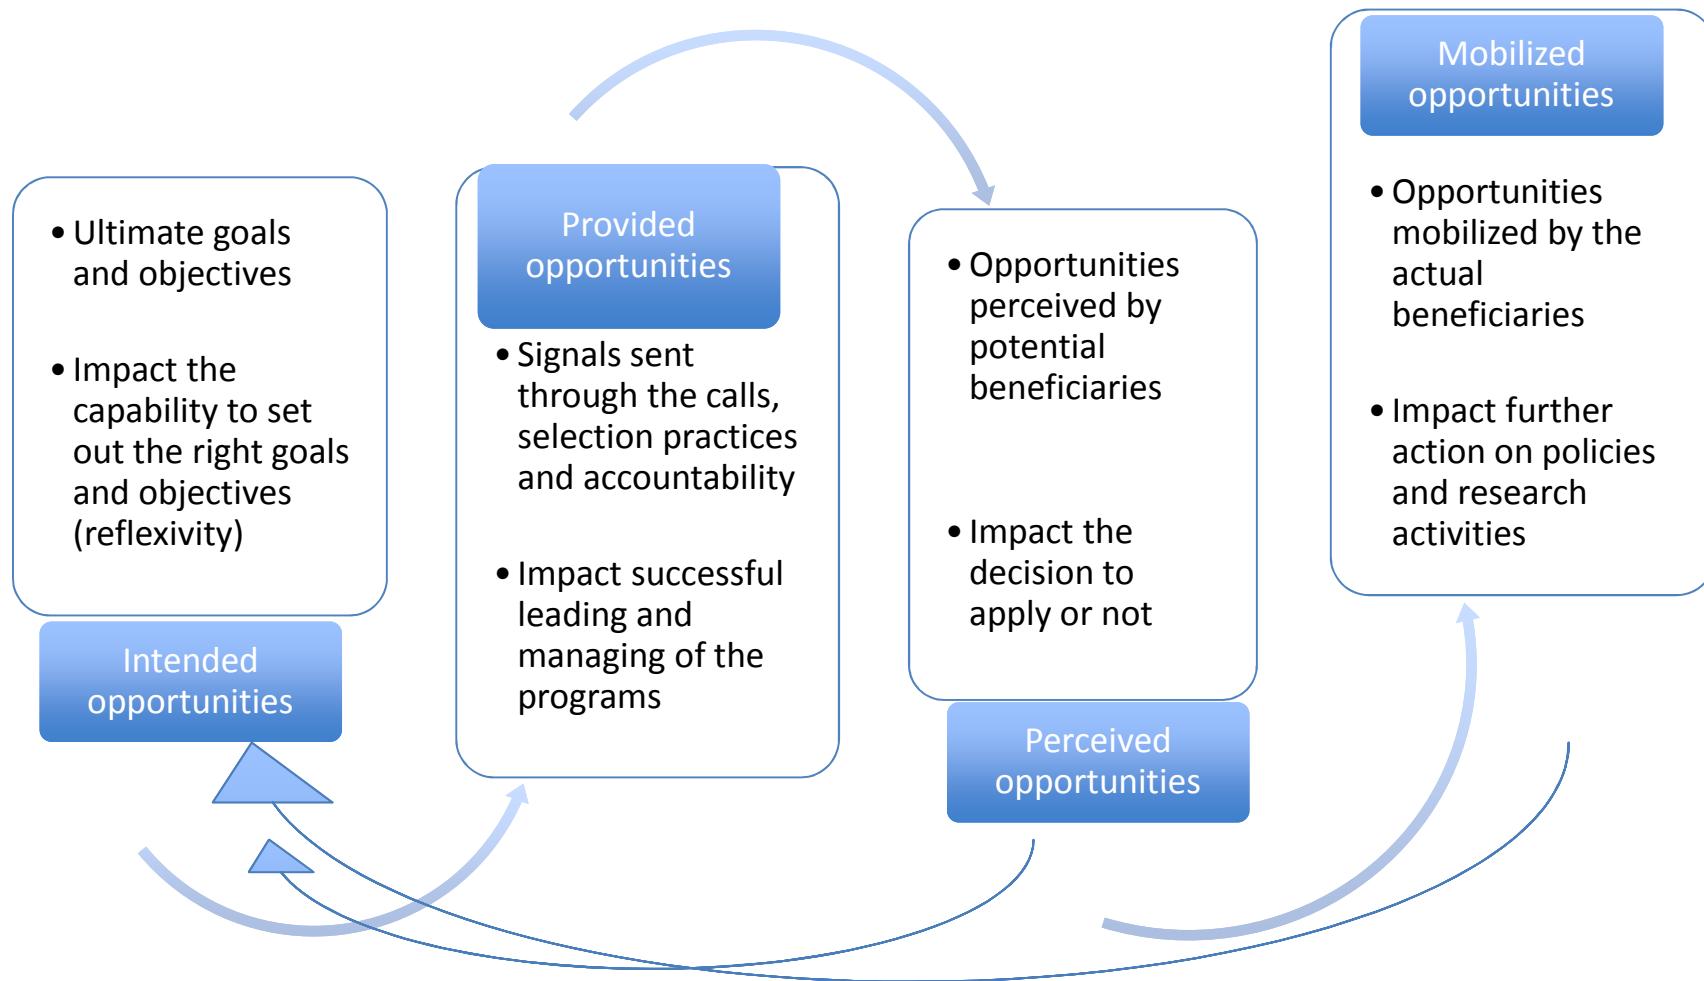 • Ultimate goals
and objectives
• Impact the
capability to set
out the right goals
and objectives
(reflexivity)
Intended
opportunities
Provided
opportunities
• Signals sent
through the calls,
selection practices
and accountability
• Impact successful
leading and
managing of the
programs
• Opportunities
perceived by
potential
beneficiaries
• Impact the
decision to
apply or not
Perceived
opportunities
Mobilized
opportunities
• Opportunities
mobilized by the
actual
beneficiaries
• Impact further
action on policies
and research
activities